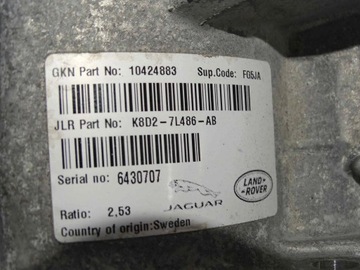 GKN Part No: 10424883 Sup.Code: FG5JA
JLR Part No: K8D2-7L486-AB
Serial no: 6430707
LAND-
ROVER
JAGUAR
Ratio: 2,53
Country of origin:Sweden